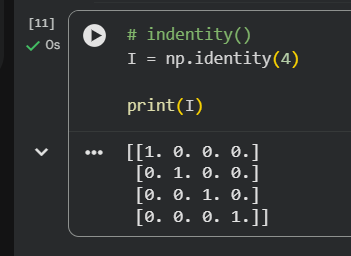 [11]
0s
# indentity()
I = np.identity(4)
print(I)
[[1. 0. 0. 0.]
[0. 1. 0. 0.]
[0. 0. 1. 0.]
[0. 0. 0. 1.]]